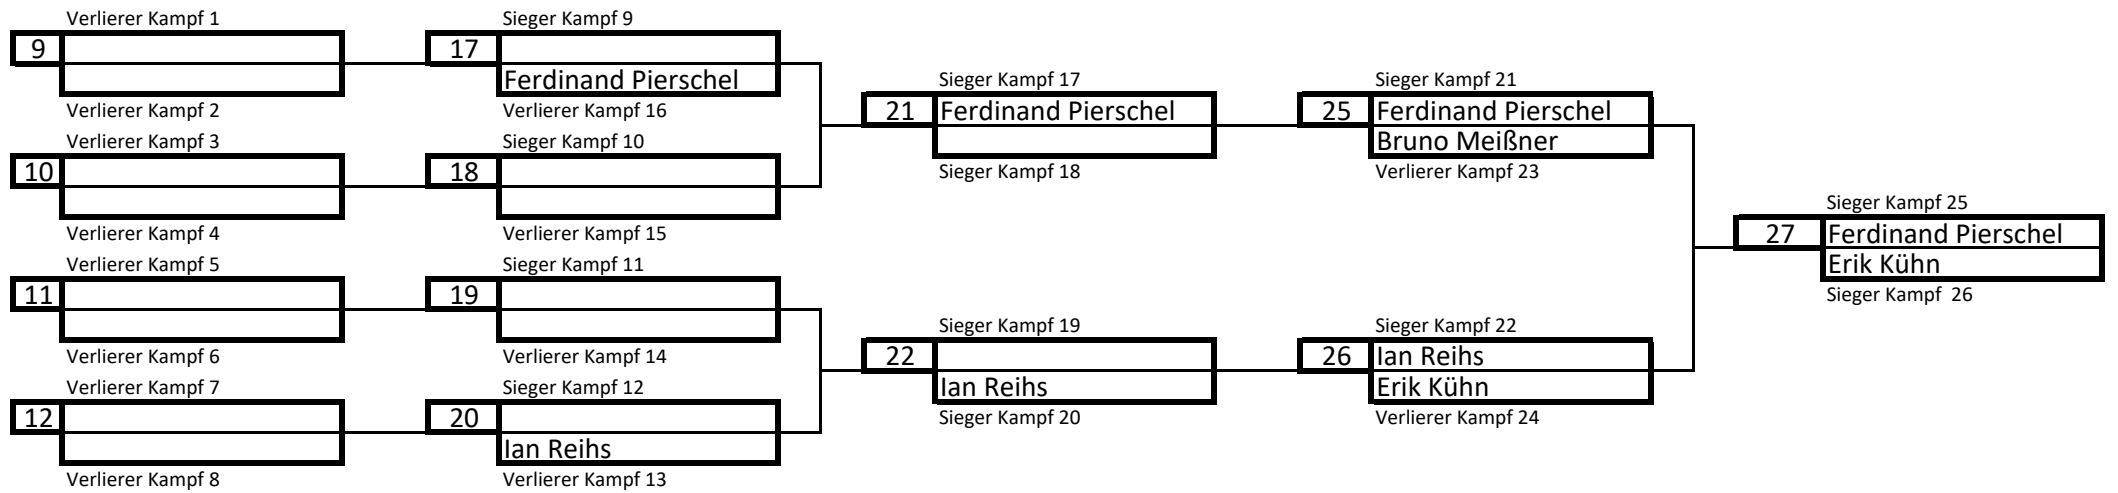 Verlierer Kampf 1
9
Verlierer Kampf 2
Verlierer Kampf 3
10
Verlierer Kampf 4
Verlierer Kampf 5
11
Verlierer Kampf 6
Verlierer Kampf 7
12
Verlierer Kampf 8
Sieger Kampf 9
17
Ferdinand Pierschel
Verlierer Kampf 16
Sieger Kampf 10
18
Verlierer Kampf 15
Sieger Kampf 11
19
Verlierer Kampf 14
Sieger Kampf 12
20
Ian Reihs
Verlierer Kampf 13
Sieger Kampf 17
21 Ferdinand Pierschel
Sieger Kampf 18
Sieger Kampf 19
22
Ian Reihs
Sieger Kampf 20
Sieger Kampf 21
25 Ferdinand Pierschel
Bruno Meißner
Verlierer Kampf 23
Sieger Kampf 22
26 Ian Reihs
Erik Kühn
Verlierer Kampf 24
Sieger Kampf 25
27 Ferdinand Pierschel
Erik Kühn
Sieger Kampf 26